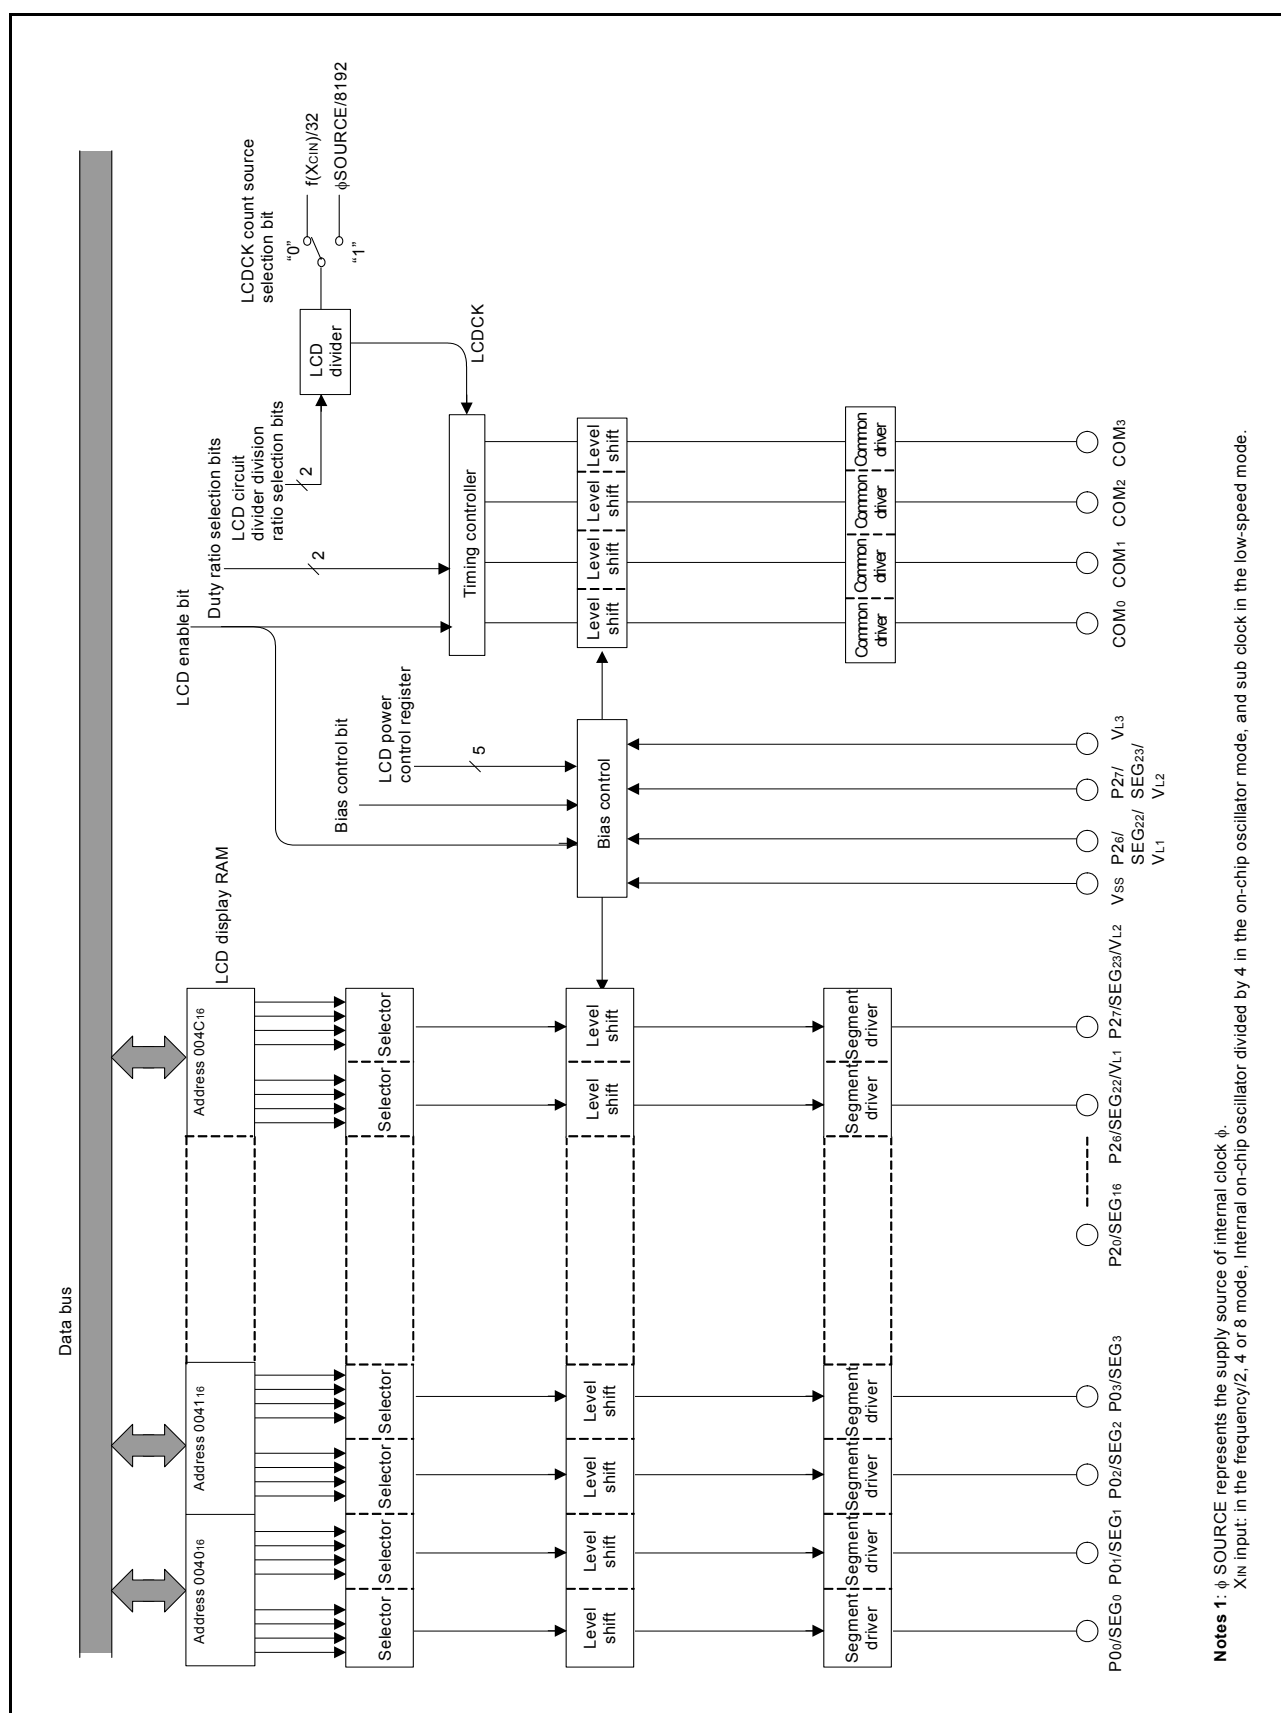 Data bus
Address 004016
Address 004116
Address 004C16
LCD display RAM
LCD enable bit
Duty ratio selection bits
LCD circuit
divider division
ratio selection bits
LCDCK count source
selection bit
"0"
f(XCIN)/32
"1"
φSOURCE/8192
2
2
LCD
divider
LCDCK
Bias control bit
LCD power
control register
5
Timing controller
Selector
Selector
Selector
Selector
Selector
Selector
Level
shift
Level
shift
Level
shift
Level
shift
Level
shift
Level
shift
Bias control
Level
shift
Level
shift
Level
shift
Level
shift
Segment
driver
Segment
driver
Segment
driver
Segment
driver
Segment
driver
Segment
driver
Common
driver
Common
driver
Common
driver
Common
driver
P00/SEG0
P01/SEG1
P02/SEG2
P03/SEG3
P20/SEG16
P26/SEG22/VL1
P27/SEG23/VL2
VSS
P26/
SEG22/
VL1
P27/
SEG23/
VL2
VL3
COM0
COM1
COM2
COM3
Notes 1: φ SOURCE represents the supply source of internal clock φ.
XIN input: in the frequency/2, 4 or 8 mode, Internal on-chip oscillator divided by 4 in the on-chip oscillator mode, and sub clock in the low-speed mode.